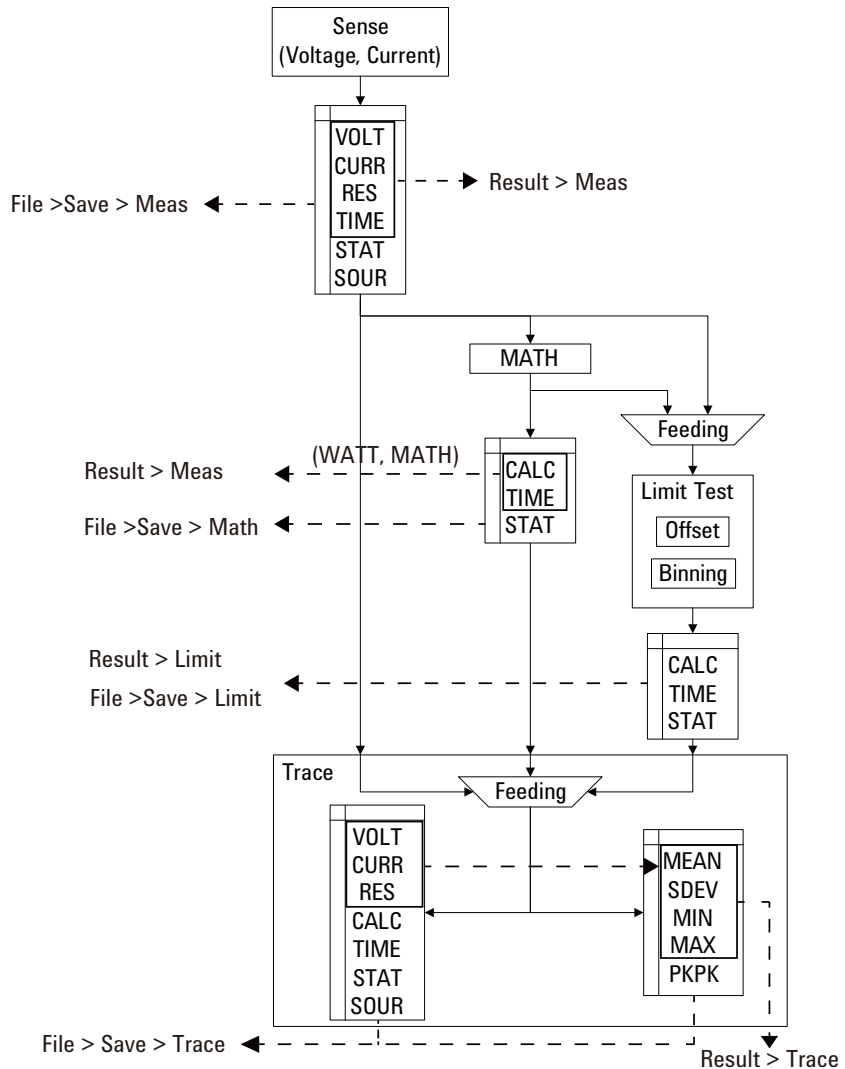 Sense
(Voltage, Current)
VOLT
CURR
RES
TIME
STAT
SOUR
File >Save > Meas
Result > Meas
MATH
Feeding
(WATT, MATH)
Result > Meas
File >Save > Math
CALC
TIME
STAT
Limit Test
Offset
Binning
Result > Limit
File >Save > Limit
CALC
TIME
STAT
Trace
Feeding
VOLT
CURR
RES
CALC
TIME
STAT
SOUR
MEAN
SDEV
MIN
MAX
PKPK
File > Save > Trace
Result > Trace